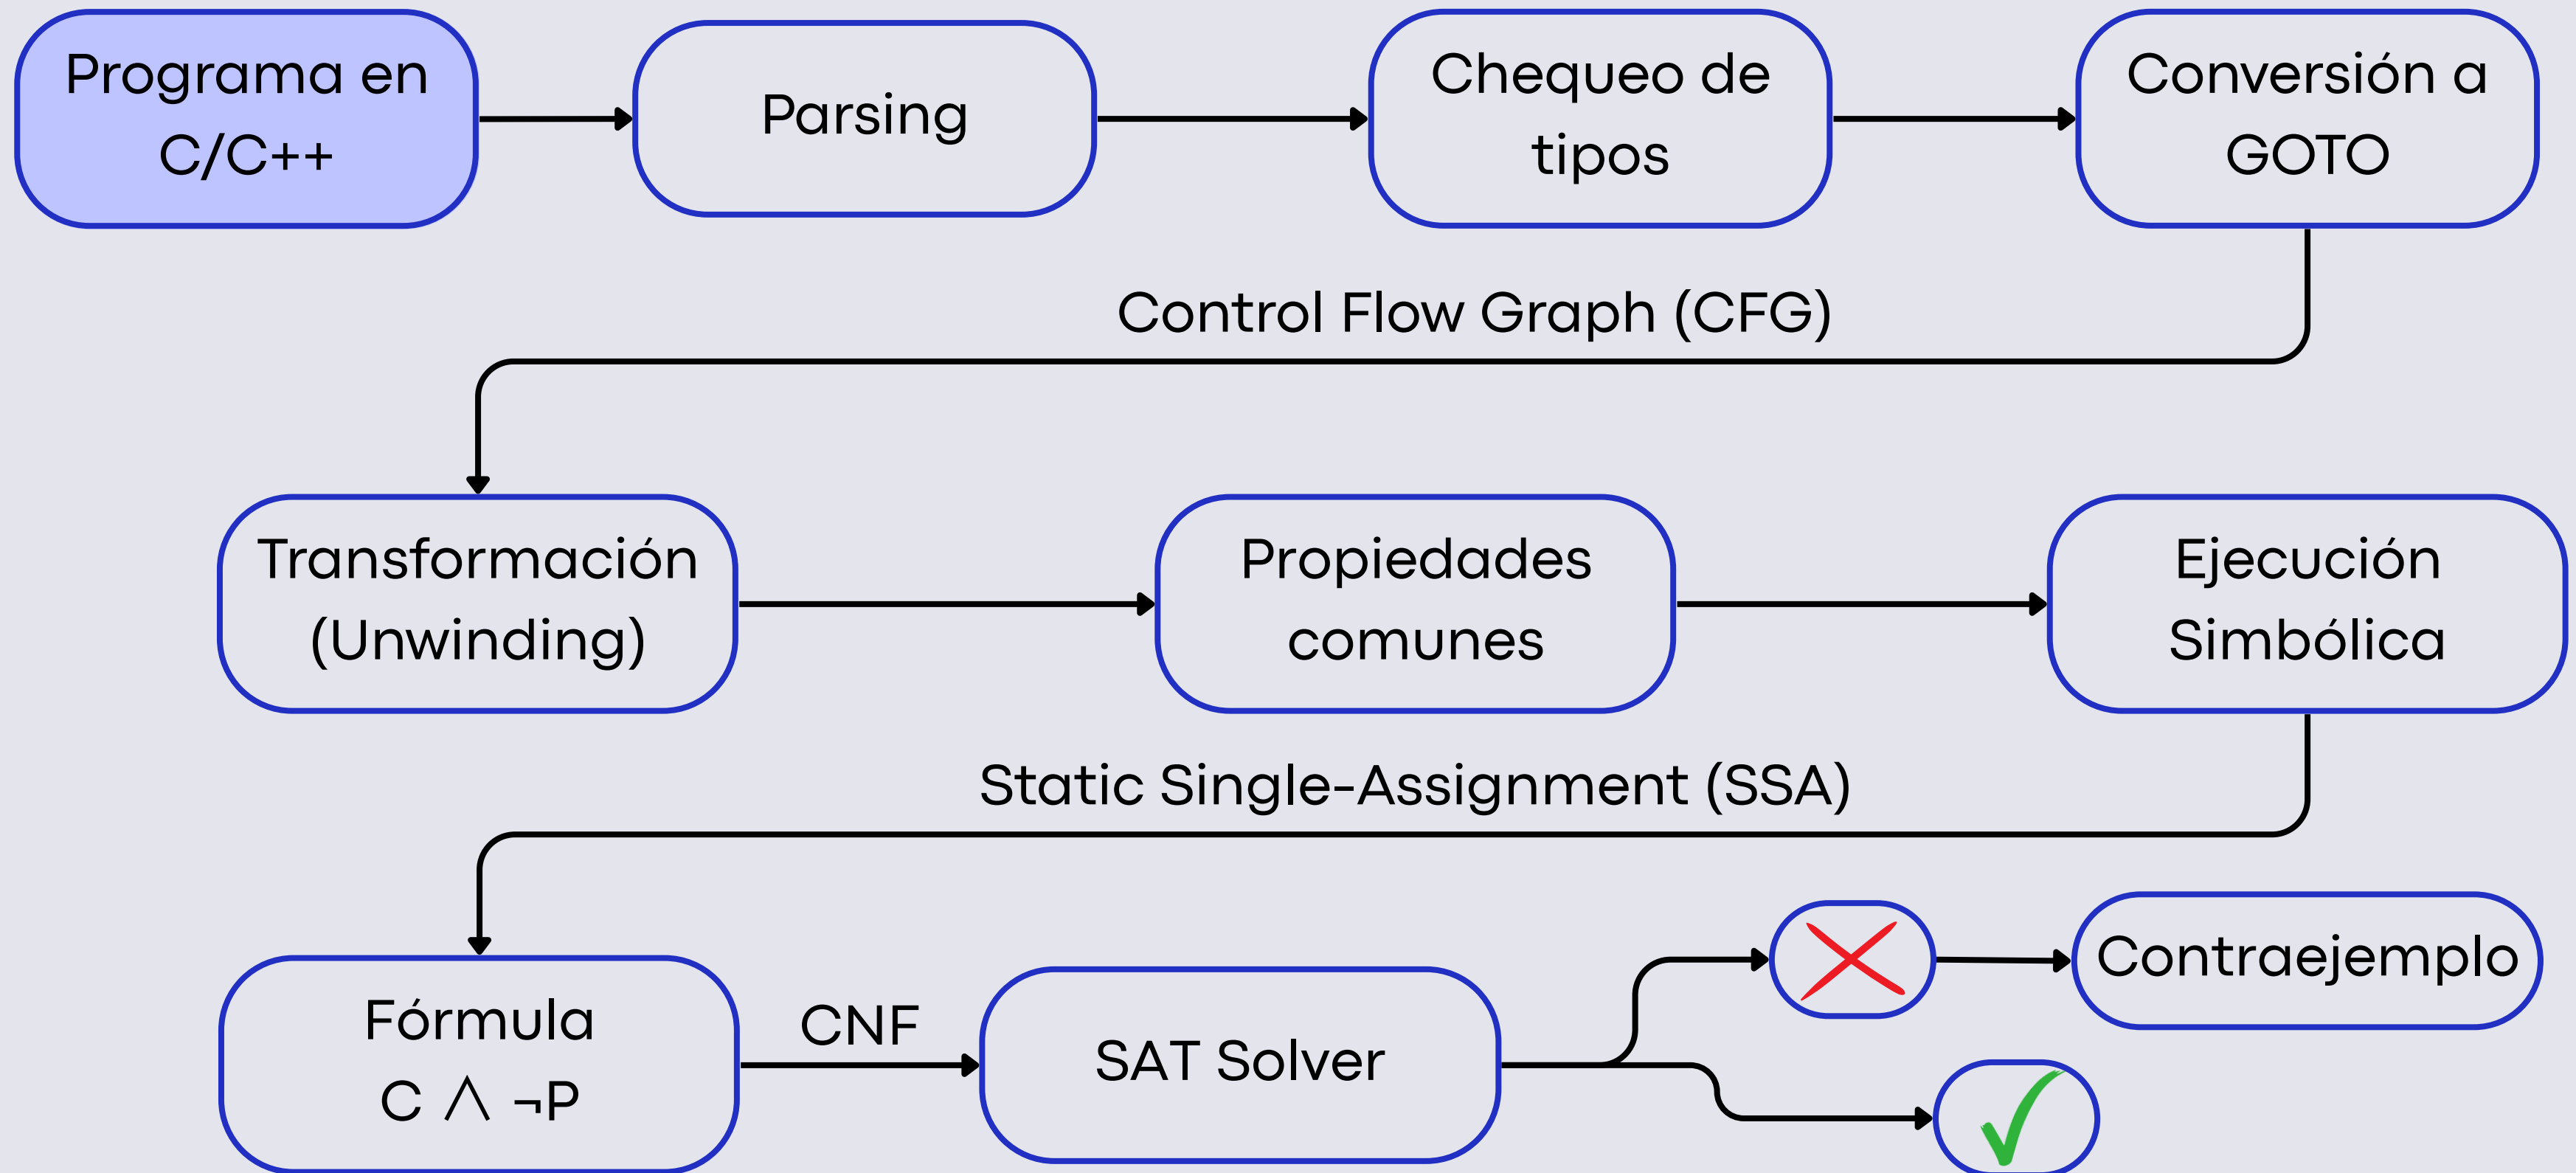 Programa en
C/C++
Parsing
Chequeo de
tipos
Conversión a
GOTO
Control Flow Graph (CFG)
Transformación
(Unwinding)
Propiedades
comunes
Ejecución
Simbólica
Static Single-Assignment (SSA)
Fórmula
C ∧ ¬P
CNF
SAT Solver
Contraejemplo